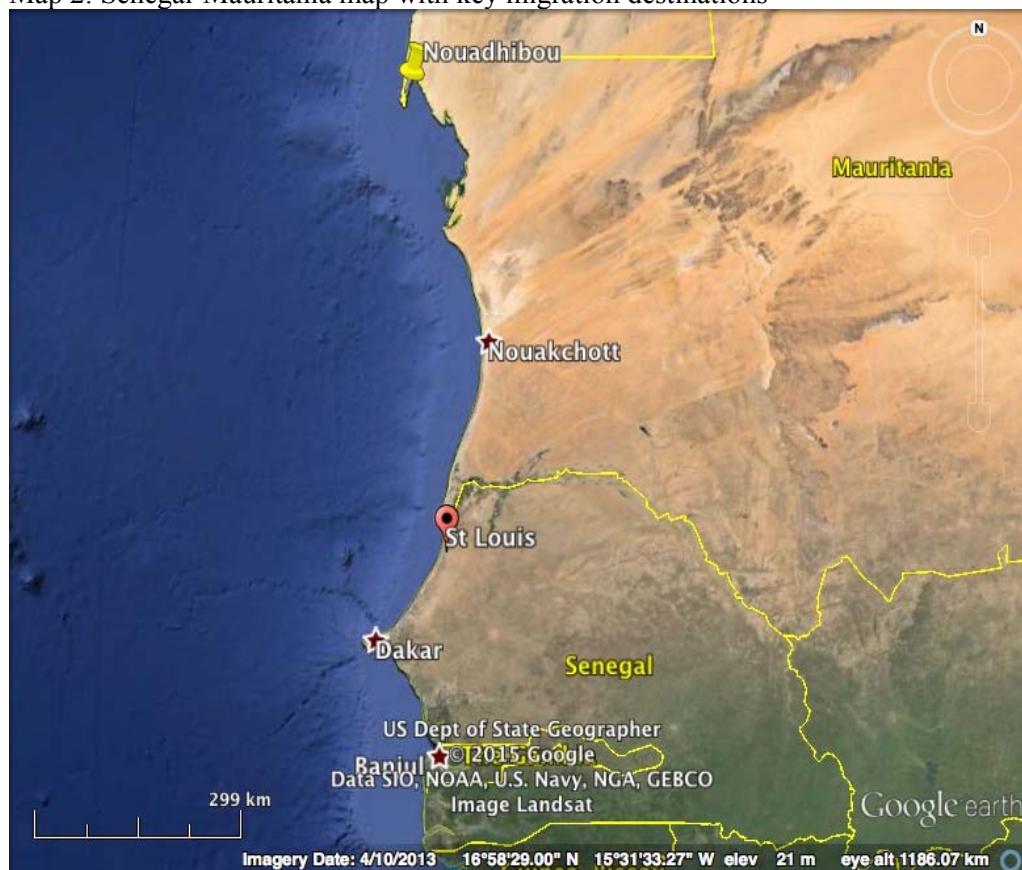 Map 2: Senegal-Mauritania map with key migration destinations
N
Nouadhibou
Mauritania
Nouakchott
St Louis
Dakar
Senegal
US Dept of State Geographer
Banjul
© 2015 Google
Data SIO, NOAA, U.S. Navy, NGA, GEBCO
Image Landsat
299 km
Google earth
Imagery Date: 4/10/2013 16°58'29.00" N 15°31'33.27" W elev 21 m eye alt 1186.07 km